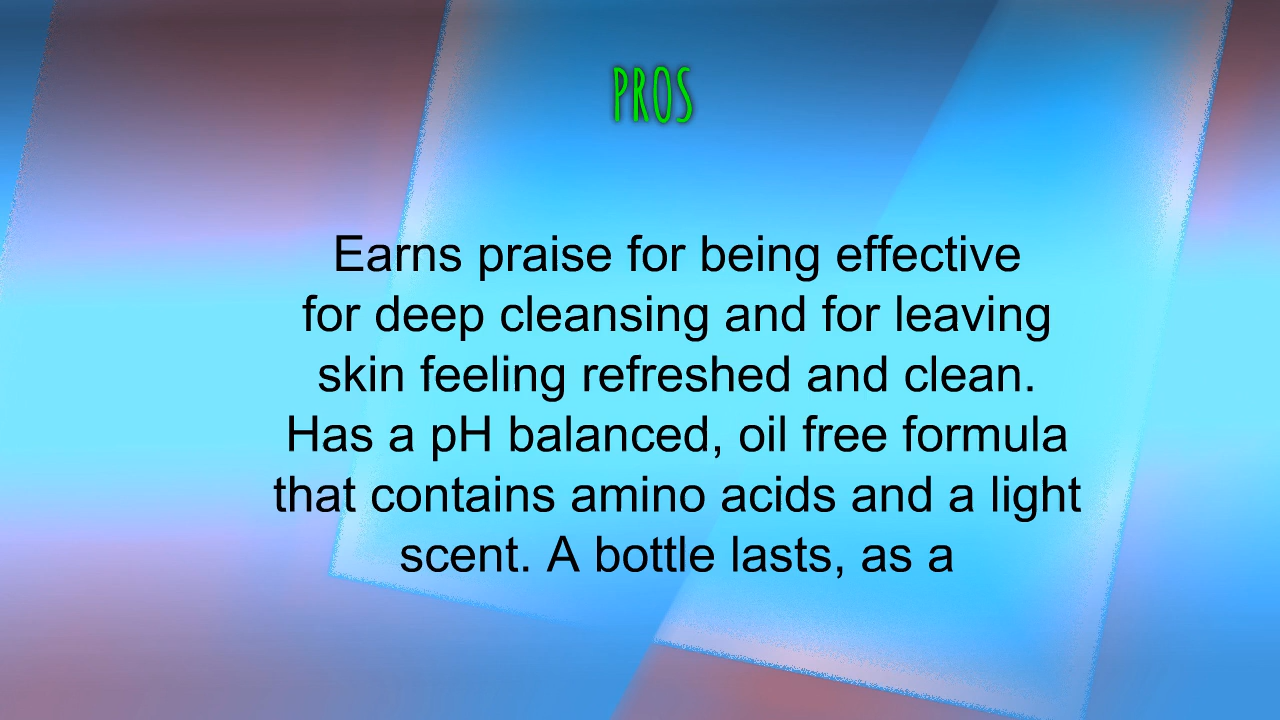 PROS
Earns praise for being effective
for deep cleansing and for leaving
skin feeling refreshed and clean.
Has a pH balanced, oil free formula
that contains amino acids and a light
scent. A bottle lasts, as a